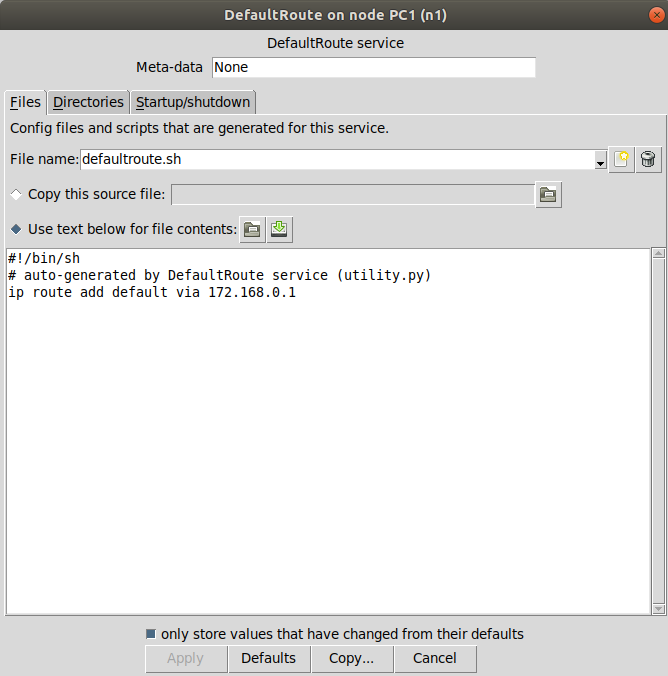 DefaultRoute on node PC1 (n1)
DefaultRoute service
Meta-data None
Files Directories Startup/shutdown
Config files and scripts that are generated for this service.
File name: defaultroute.sh
Copy this source file:
Use text below for file contents:
#!/bin/sh
# auto-generated by DefaultRoute service (utility.py)
ip route add default via 172.168.0.1
only store values that have changed from their defaults
Apply Defaults Copy... Cancel